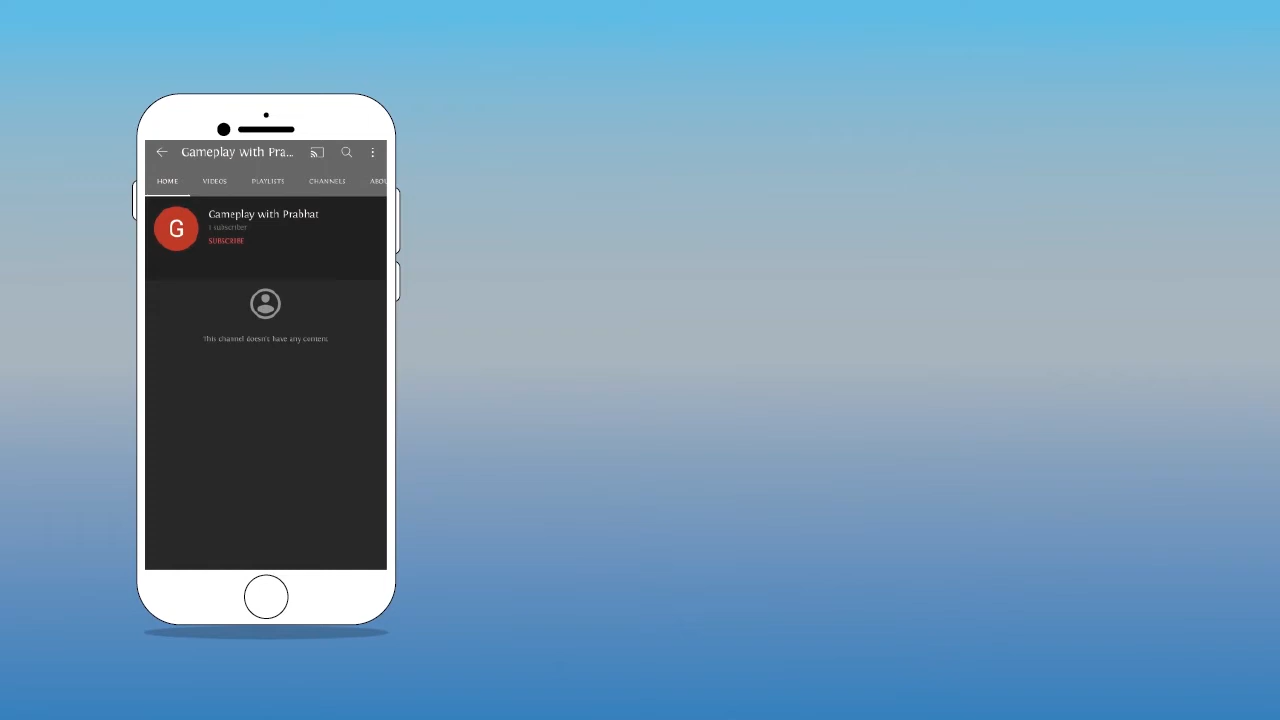 Gameplay with Pra...
HOME VIDEOS PLAYLISTS CHANNELS ABOU
G
Gameplay with Prabhat
1 subscriber
SUBSCRIBE
This channel doesn't have any content